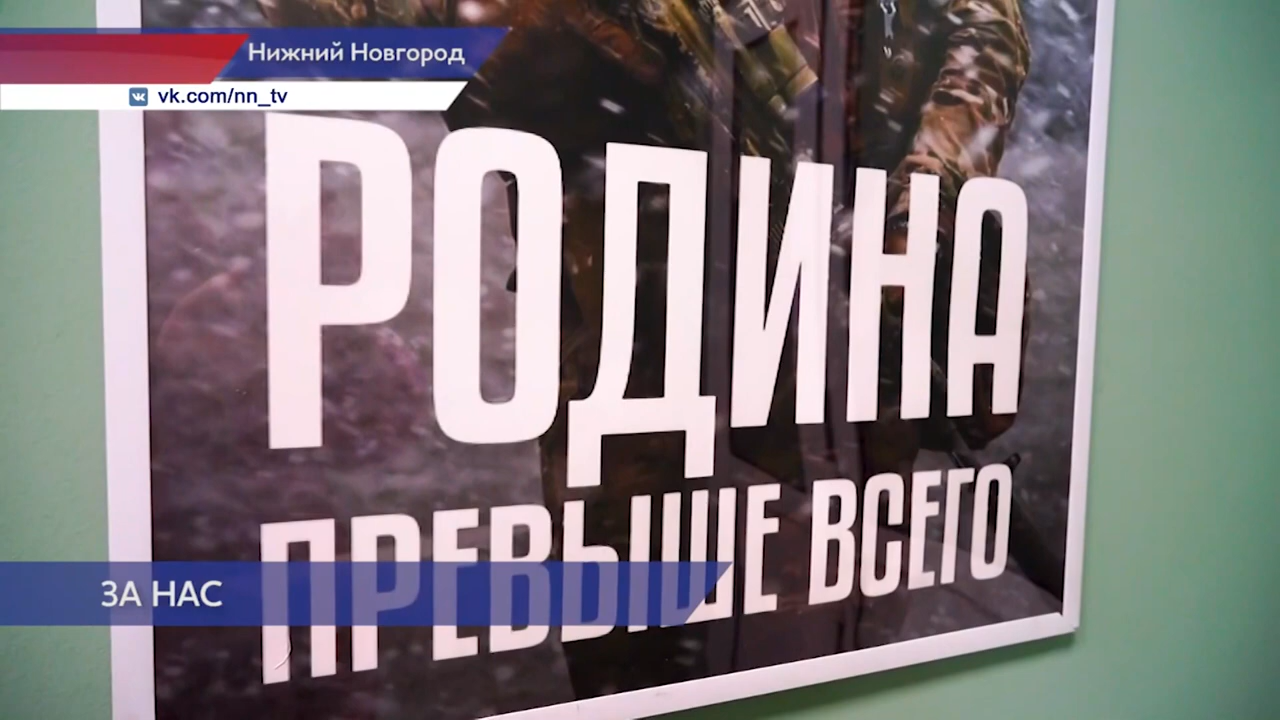 Нижний Новгород
vk.com/nn_tv
РОДИНА
ПРЕВЫШЕ ВСЕГО
ЗА НАС